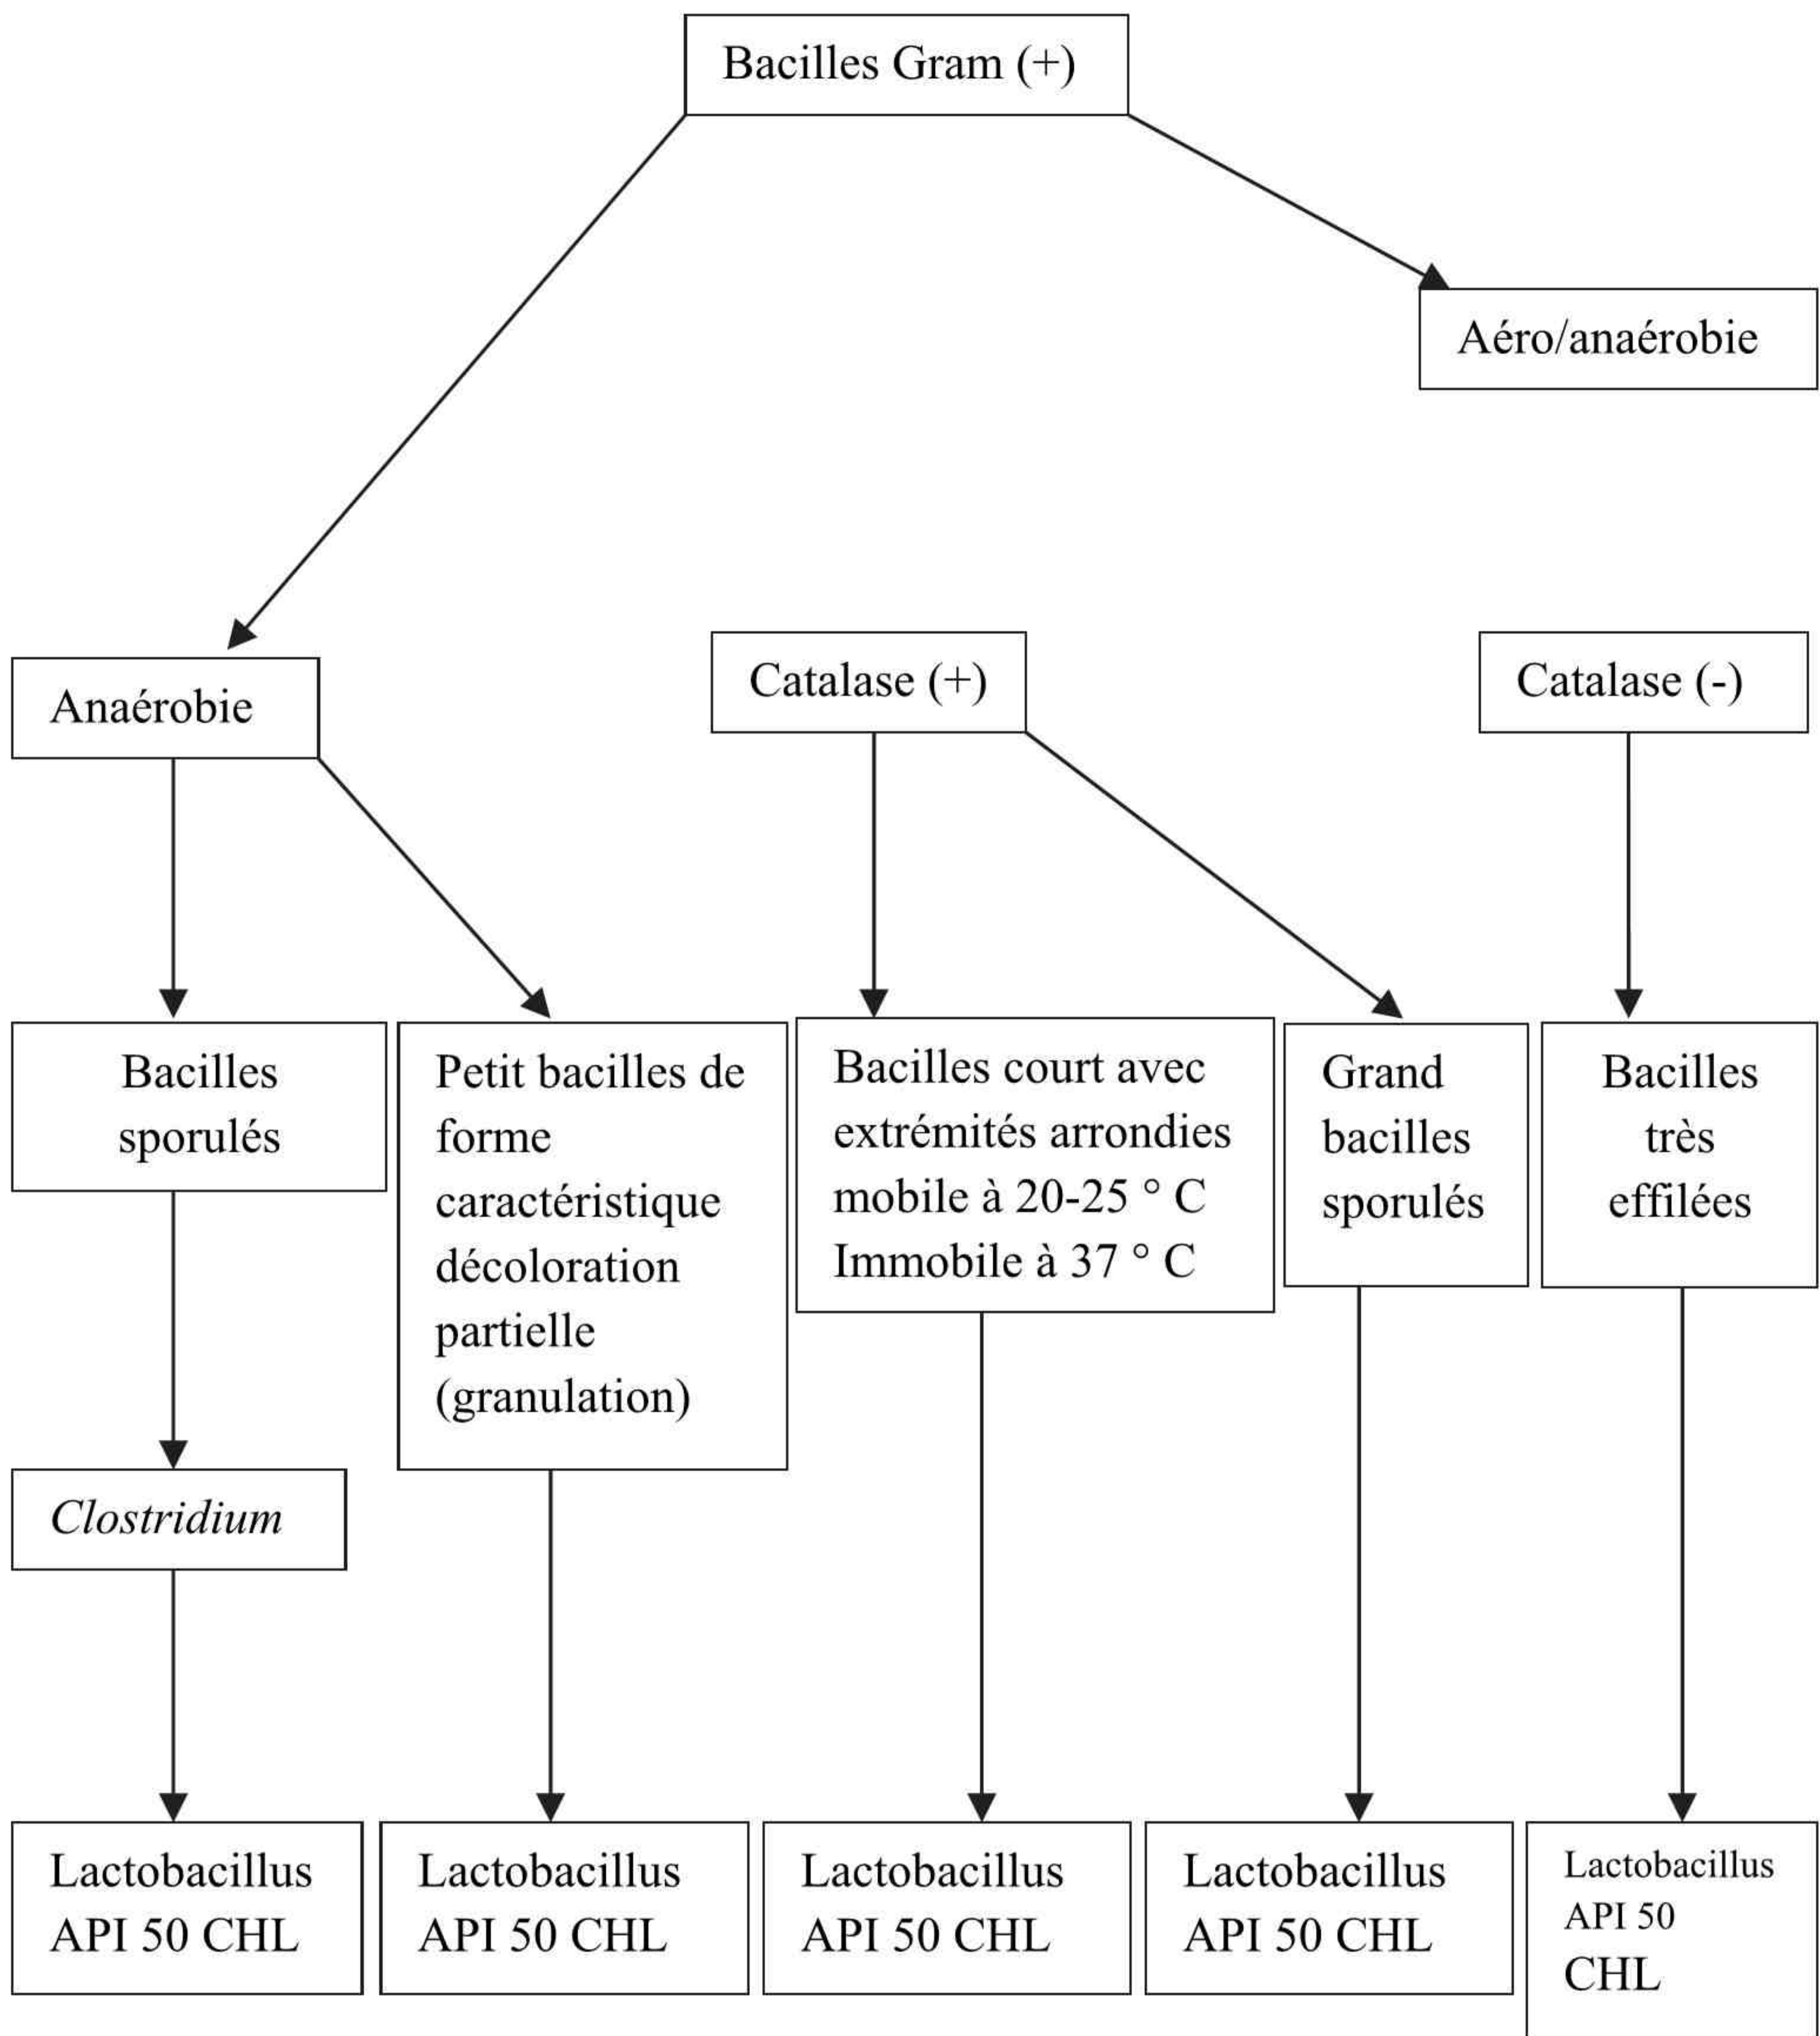 Bacilles Gram (+)
Aéro/anaérobie
Anaérobie
Catalase (+)
Catalase (-)
Bacilles
sporulés
Petit bacilles de
forme
caractéristique
décoloration
partielle
(granulation)
Bacilles court avec
extrémités arrondies
mobile à 20-25 ° C
Immobile à 37 ° C
Grand
bacilles
sporulés
Bacilles
très
effilées
Clostridium
Lactobacillus
API 50 CHL
Lactobacillus
API 50 CHL
Lactobacillus
API 50 CHL
Lactobacillus
API 50 CHL
Lactobacillus
API 50
CHL